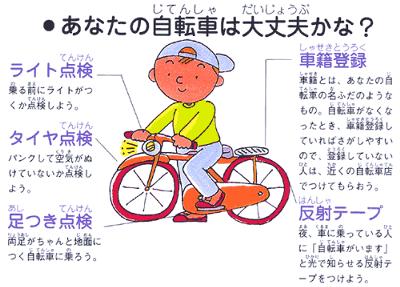 じてんしゃ だいじょうぶ
● あなたの自転車は大丈夫かな?
てんけん
ライト点検
乗る前にライトがつ
くか点検しよう。
てんけん
タイヤ点検
パンクして空気がぬ
けていないか点検しよ
う。
あし てんけん
足つき点検
両足がちゃんと地面に
つく自転車に乗ろう。
しゃせきとうろく
車籍登録
車籍とは、あなたの自
転車の名ふだのような
もの。自転車がなくな
ったとき、車籍登録し
ていればさがしやすい
ので、登録していない
人は、近くの自転車店
でつけてもらおう。
はんしゃ
反射テープ
夜、車に乗っている人
に「自転車がいます」
と光で知らせる反射テー
プをつけよう。